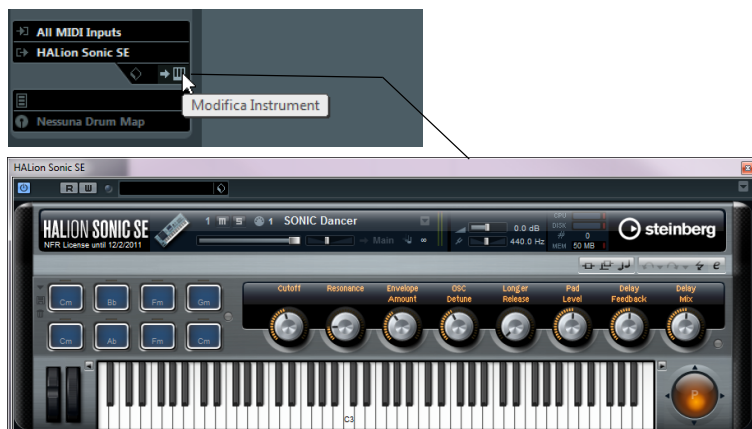 All MIDI Inputs
HALion Sonic SE
Modifica Instrument
Nessuna Drum Map
HALion Sonic SE
R W
HALION SONIC SE
NFR License until 12/2/2011
1 m s 1 SONIC Dancer
Main
0.0 dB
440.0 Hz
CPU
DISK
# 0
MEM 50 MB
steinberg
e
Cutoff Resonance Envelope Amount OSC Detune Longer Release Pad Level Delay Feedback Delay Mix
Cm Bb Fm Gm
Cm Ab Fm Cm
C3
P